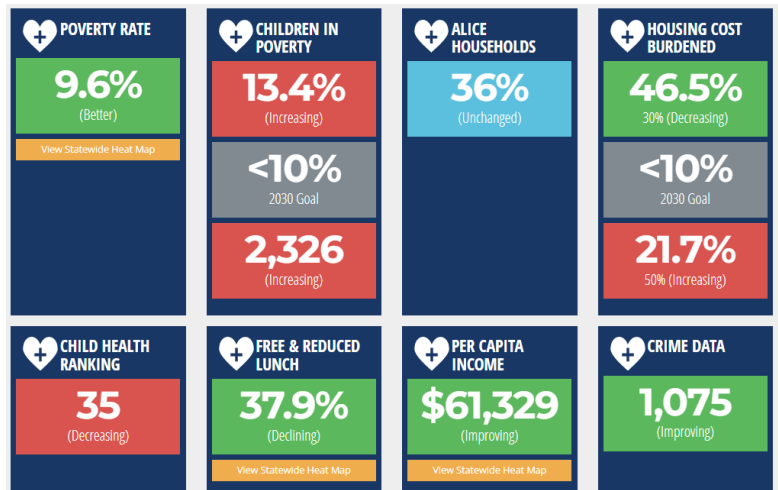 POVERTY RATE
9.6%
(Better)
View Statewide Heat Map
CHILDREN IN
POVERTY
13.4%
(Increasing)
<10%
2030 Goal
2,326
(Increasing)
ALICE
HOUSEHOLDS
36%
(Unchanged)
HOUSING COST
BURDENED
46.5%
30% (Decreasing)
<10%
2030 Goal
21.7%
50% (Increasing)
CHILD HEALTH
RANKING
35
(Decreasing)
FREE & REDUCED
LUNCH
37.9%
(Declining)
View Statewide Heat Map
PER CAPITA
INCOME
$61,329
(Improving)
View Statewide Heat Map
CRIME DATA
1,075
(Improving)